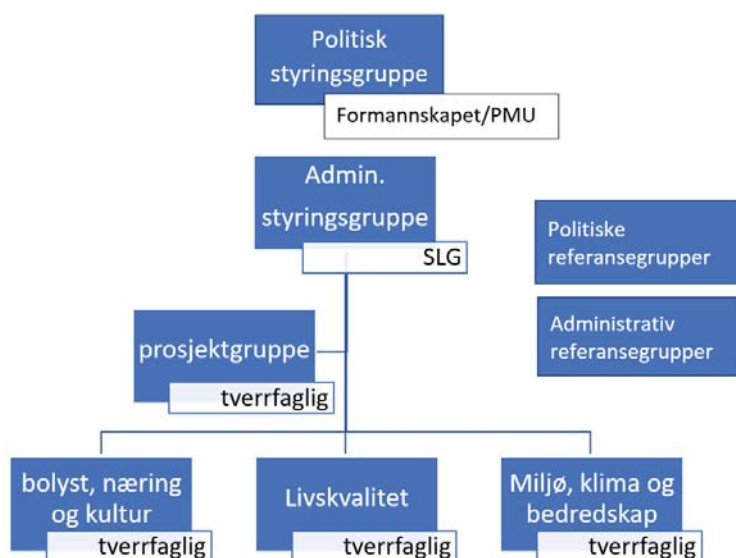 Politisk
styringsgruppe
Formannskapet/PMU
Admin.
styringsgruppe
SLG
Politiske
referansegrupper
Administrativ
referansegrupper
prosjektgruppe
tverrfaglig
bolyst, næring
og kultur
tverrfaglig
Livskvalitet
tverrfaglig
Miljø, klima og
bedredskap
tverrfaglig